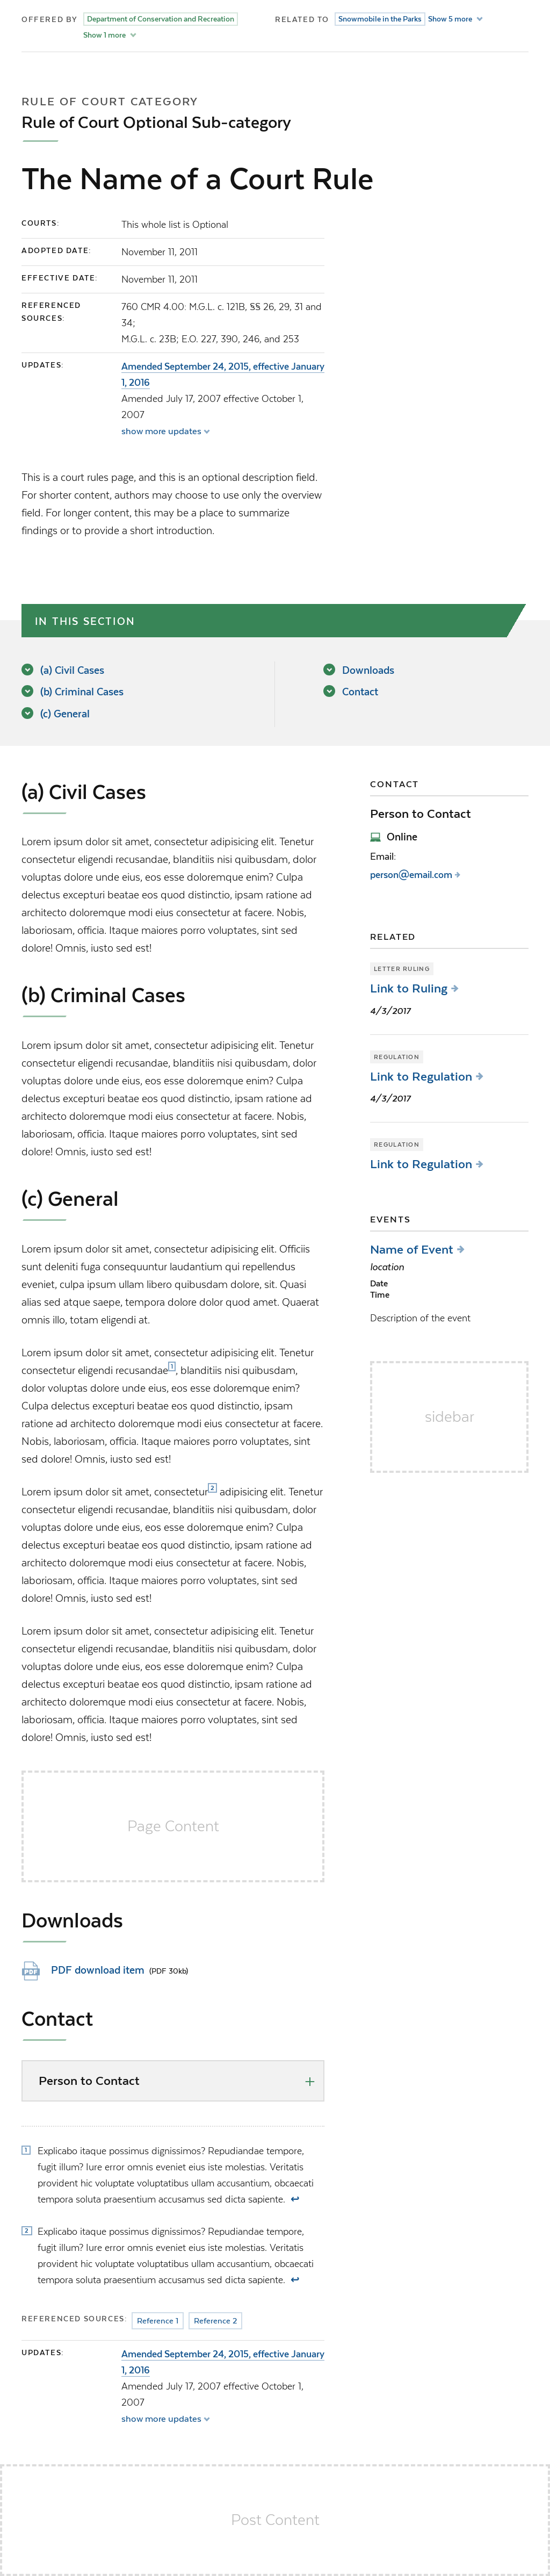 OFFERED BY Department of Conservation and Recreation
Show 1 more
RELATED TO Snowmobile in the Parks Show 5 more
RULE OF COURT CATEGORY
Rule of Court Optional Sub-category
The Name of a Court Rule
COURTS: This whole list is Optional
ADOPTED DATE: November 11, 2011
EFFECTIVE DATE: November 11, 2011
REFERENCED SOURCES: 760 CMR 4.00: M.G.L. c. 121B, §§ 26, 29, 31 and
34;
M.G.L. c. 23B; E.O. 227, 390, 246, and 253
UPDATES: Amended September 24, 2015, effective January
1, 2016
Amended July 17, 2007 effective October 1,
2007
show more updates
This is a court rules page, and this is an optional description field.
For shorter content, authors may choose to use only the overview
field. For longer content, this may be a place to summarize
findings or to provide a short introduction.
IN THIS SECTION
(a) Civil Cases
(b) Criminal Cases
(c) General
Downloads
Contact
(a) Civil Cases
Lorem ipsum dolor sit amet, consectetur adipisicing elit. Tenetur
consectetur eligendi recusandae, blanditiis nisi quibusdam, dolor
voluptates dolore unde eius, eos esse doloremque enim? Culpa
delectus excepturi beatae eos quod distinctio, ipsam ratione ad
architecto doloremque modi eius consectetur at facere. Nobis,
laboriosam, officia. Itaque maiores porro voluptates, sint sed
dolore! Omnis, iusto sed est!
(b) Criminal Cases
Lorem ipsum dolor sit amet, consectetur adipisicing elit. Tenetur
consectetur eligendi recusandae, blanditiis nisi quibusdam, dolor
voluptates dolore unde eius, eos esse doloremque enim? Culpa
delectus excepturi beatae eos quod distinctio, ipsam ratione ad
architecto doloremque modi eius consectetur at facere. Nobis,
laboriosam, officia. Itaque maiores porro voluptates, sint sed
dolore! Omnis, iusto sed est!
(c) General
Lorem ipsum dolor sit amet, consectetur adipisicing elit. Officiis
sunt deleniti fuga consequuntur laudantium qui repellendus
eveniet, culpa ipsum ullam libero quibusdam dolore, sit. Quasi
alias sed atque saepe, tempora dolore dolor quod amet. Quaerat
omnis illo, totam eligendi at.
Lorem ipsum dolor sit amet, consectetur adipisicing elit. Tenetur
consectetur eligendi recusandae 1, blanditiis nisi quibusdam,
dolor voluptates dolore unde eius, eos esse doloremque enim?
Culpa delectus excepturi beatae eos quod distinctio, ipsam
ratione ad architecto doloremque modi eius consectetur at facere.
Nobis, laboriosam, officia. Itaque maiores porro voluptates, sint
sed dolore! Omnis, iusto sed est!
Lorem ipsum dolor sit amet, consectetur 2 adipisicing elit. Tenetur
consectetur eligendi recusandae, blanditiis nisi quibusdam, dolor
voluptates dolore unde eius, eos esse doloremque enim? Culpa
delectus excepturi beatae eos quod distinctio, ipsam ratione ad
architecto doloremque modi eius consectetur at facere. Nobis,
laboriosam, officia. Itaque maiores porro voluptates, sint sed
dolore! Omnis, iusto sed est!
Lorem ipsum dolor sit amet, consectetur adipisicing elit. Tenetur
consectetur eligendi recusandae, blanditiis nisi quibusdam, dolor
voluptates dolore unde eius, eos esse doloremque enim? Culpa
delectus excepturi beatae eos quod distinctio, ipsam ratione ad
architecto doloremque modi eius consectetur at facere. Nobis,
laboriosam, officia. Itaque maiores porro voluptates, sint sed
dolore! Omnis, iusto sed est!
Page Content
Downloads
PDF
PDF download item (PDF 30kb)
Contact
Person to Contact
1 Explicabo itaque possimus dignissimos? Repudiandae tempore,
fugit illum? Iure error omnis eveniet eius iste molestias. Veritatis
provident hic voluptate voluptatibus ullam accusantium, obcaecati
tempora soluta praesentium accusamus sed dicta sapiente. ↩
2 Explicabo itaque possimus dignissimos? Repudiandae tempore,
fugit illum? Iure error omnis eveniet eius iste molestias. Veritatis
provident hic voluptate voluptatibus ullam accusantium, obcaecati
tempora soluta praesentium accusamus sed dicta sapiente. ↩
REFERENCED SOURCES: Reference 1 Reference 2
UPDATES: Amended September 24, 2015, effective January
1, 2016
Amended July 17, 2007 effective October 1,
2007
show more updates
CONTACT
Person to Contact
Online
Email:
person@email.com
RELATED
LETTER RULING
Link to Ruling
4/3/2017
REGULATION
Link to Regulation
4/3/2017
REGULATION
Link to Regulation
EVENTS
Name of Event
location
Date
Time
Description of the event
sidebar
Post Content